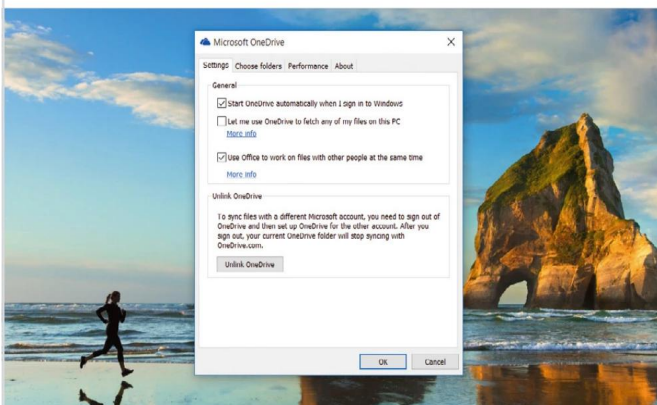 Microsoft OneDrive
Settings Choose folders Performance About
General
Start OneDrive automatically when I sign in to Windows
Let me use OneDrive to fetch any of my files on this PC
More info
Use Office to work on files with other people at the same time
More info
Unlink OneDrive
To sync files with a different Microsoft account, you need to sign out of
OneDrive and then set up OneDrive for the other account. After you
sign out, your current OneDrive folder will stop syncing with
OneDrive.com.
Unlink OneDrive
OK Cancel